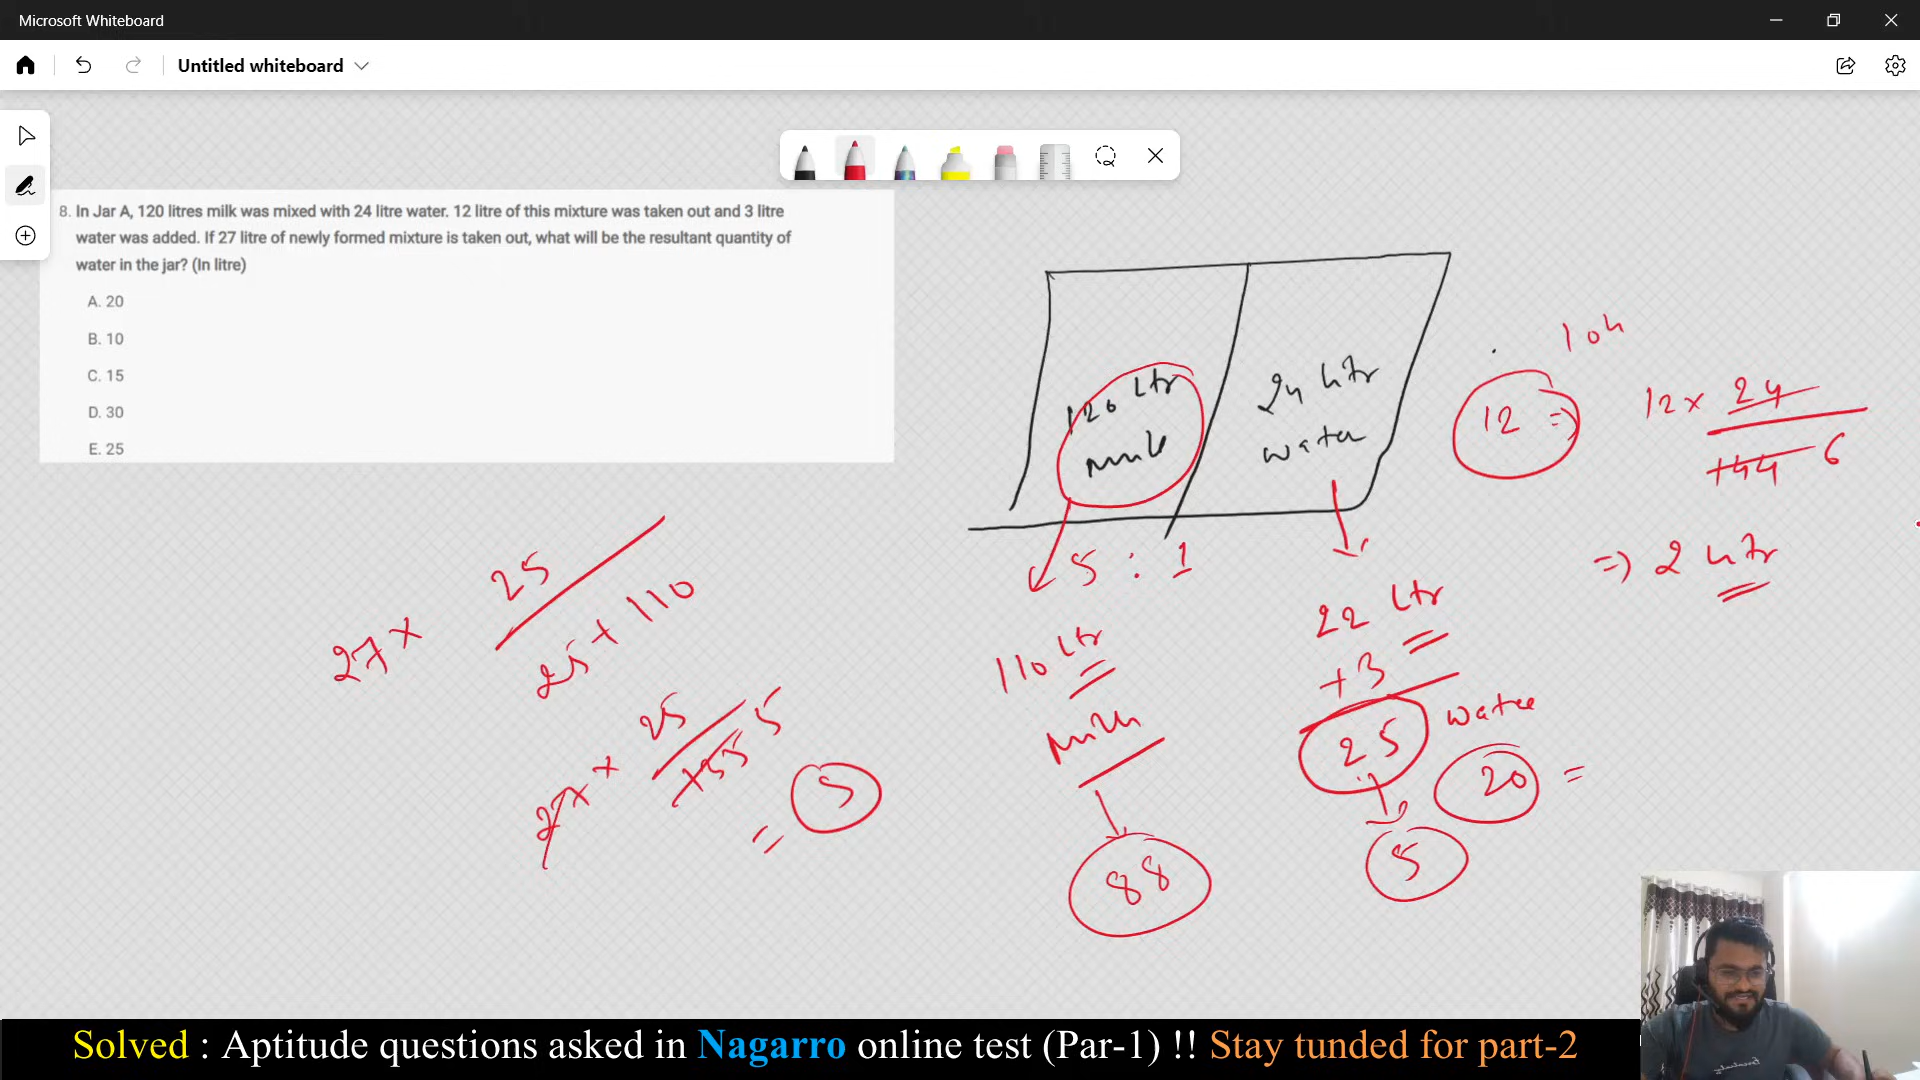 Microsoft Whiteboard
Untitled whiteboard
8. In Jar A, 120 litres milk was mixed with 24 litre water. 12 litre of this mixture was taken out and 3 litre
water was added. If 27 litre of newly formed mixture is taken out, what will be the resultant quantity of
water in the jar? (In litre)
A. 20
B. 10
C. 15
D. 30
E. 25
120 Ltr
milk
24 Ltr
water
5 : 1
12 =>
12 x 24
144 6
=> 2 Ltr
110 Ltr
milk
88
22 Ltr
+3
25 water
20 =
5
27 x 25
25 + 110
27 x 25
135 5
= 5
Solved : Aptitude questions asked in Nagarro online test (Par-1) !! Stay tunded for part-2